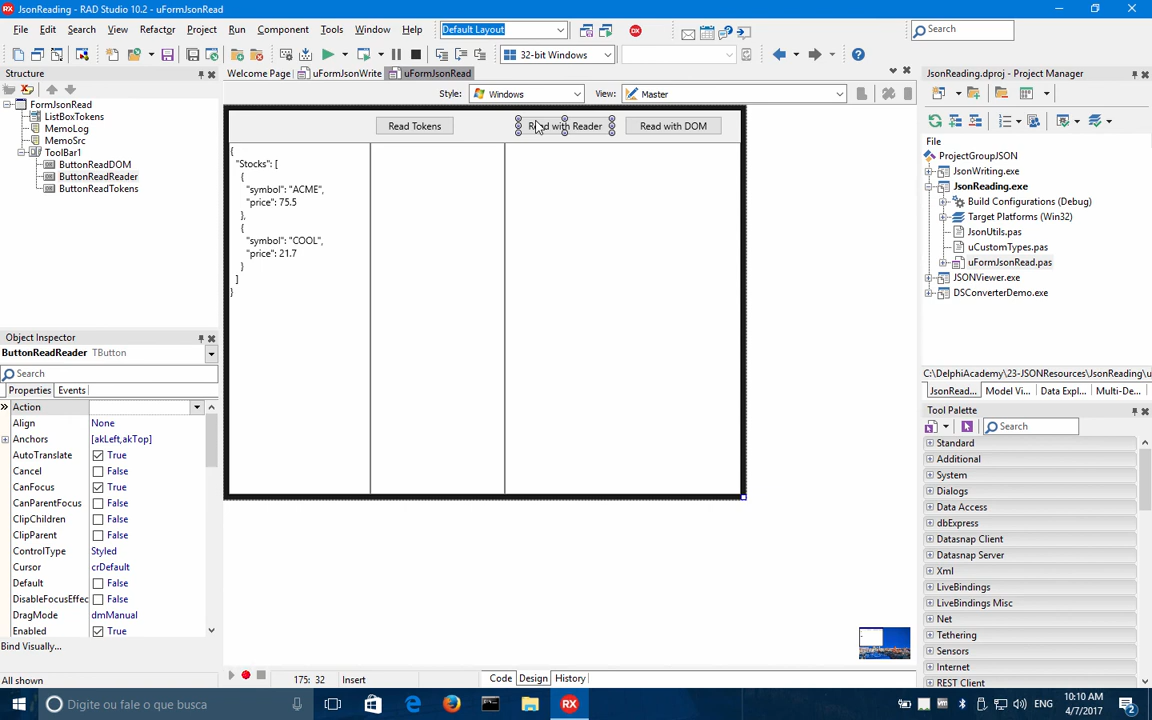 JsonReading - RAD Studio 10.2 - uFormJsonRead
File Edit Search View Refactor Project Run Component Tools Window Help Default Layout Search
32-bit Windows
Structure
Welcome Page uFormJsonWrite uFormJsonRead
JsonReading.dproj - Project Manager
Style: Windows View: Master
FormJsonRead
ListBoxTokens
MemoLog
MemoSrc
ToolBar1
ButtonReadDOM
ButtonReadReader
ButtonReadTokens
Read Tokens Read with Reader Read with DOM
{
"Stocks": [
{
"symbol": "ACME",
"price": 75.5
},
{
"symbol": "COOL",
"price": 21.7
}
]
}
File
ProjectGroupJSON
JsonWriting.exe
JsonReading.exe
Build Configurations (Debug)
Target Platforms (Win32)
JsonUtils.pas
uCustomTypes.pas
uFormJsonRead.pas
JSONViewer.exe
DSConverterDemo.exe
C:\DelphiAcademy\23-JSONResources\JsonReading\u
JsonRead... Model Vi... Data Expl... Multi-De...
Object Inspector
ButtonReadReader TButton
Search
Properties Events
Action
Align None
Anchors [akLeft,akTop]
AutoTranslate True
Cancel False
CanFocus True
CanParentFocus False
ClipChildren False
ClipParent False
ControlType Styled
Cursor crDefault
Default False
DisableFocusEffec False
DragMode dmManual
Enabled True
Bind Visually...
All shown
Tool Palette
Search
Standard
Additional
System
Dialogs
Data Access
dbExpress
Datasnap Client
Datasnap Server
Xml
LiveBindings
LiveBindings Misc
Net
Tethering
Sensors
Internet
REST Client
175: 32 Insert Code Design History
Digite ou fale o que busca
ENG
10:10 AM
4/7/2017
2